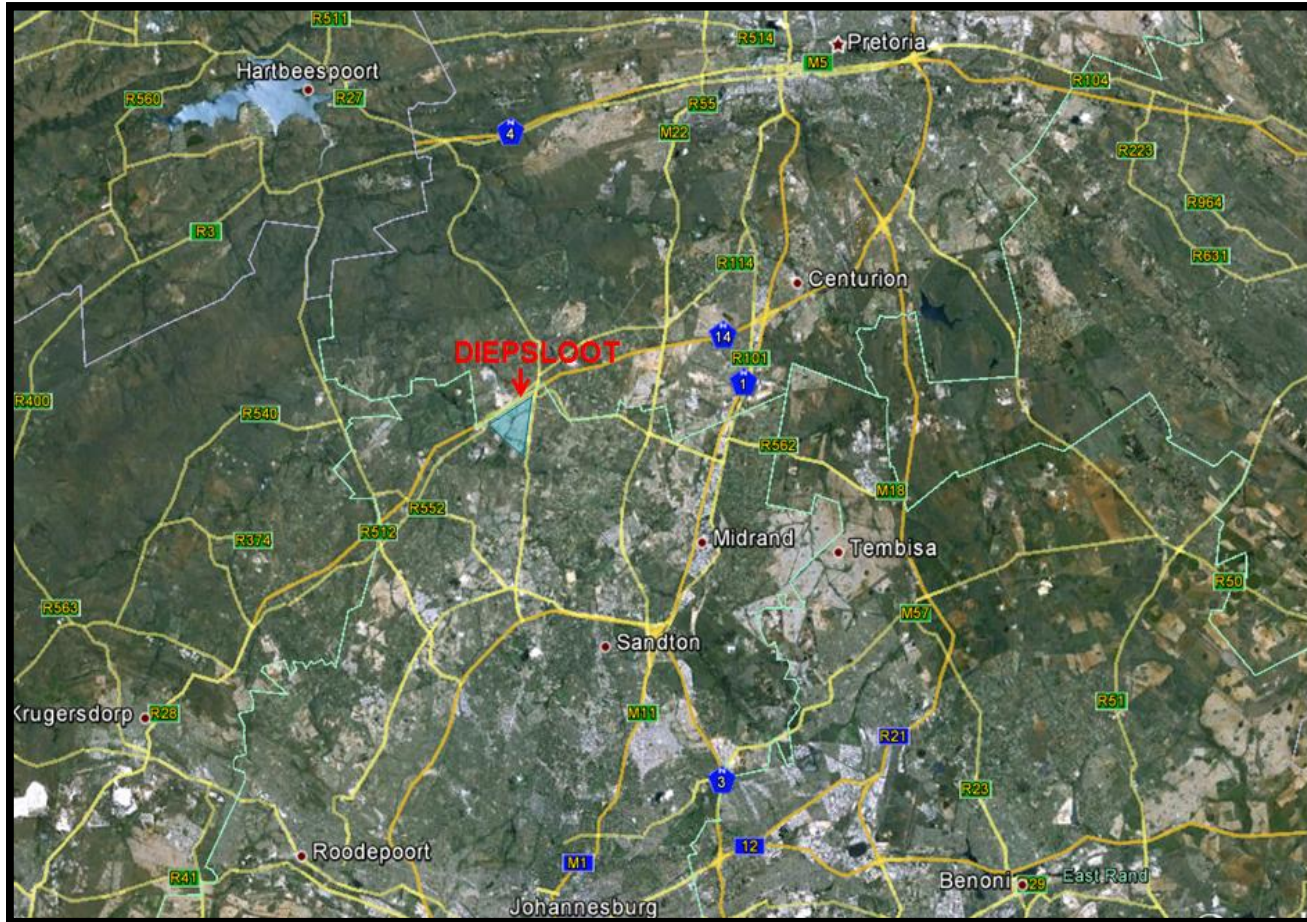 R511
R514
Pretoria
M5
Hartbeespoort
R560
R27
R104
R55
N
4
M22
R223
R964
R3
R631
R114
Centurion
N
14
DIEPSLOOT
R101
N
1
R400
R540
R562
M18
R552
R512
R374
Midrand
Tembisa
R50
R563
M57
Sandton
Krugersdorp
R28
M11
R51
R21
N
3
R23
12
Roodepoort
M1
R41
Benoni
R29
East Rand
Johannesburg